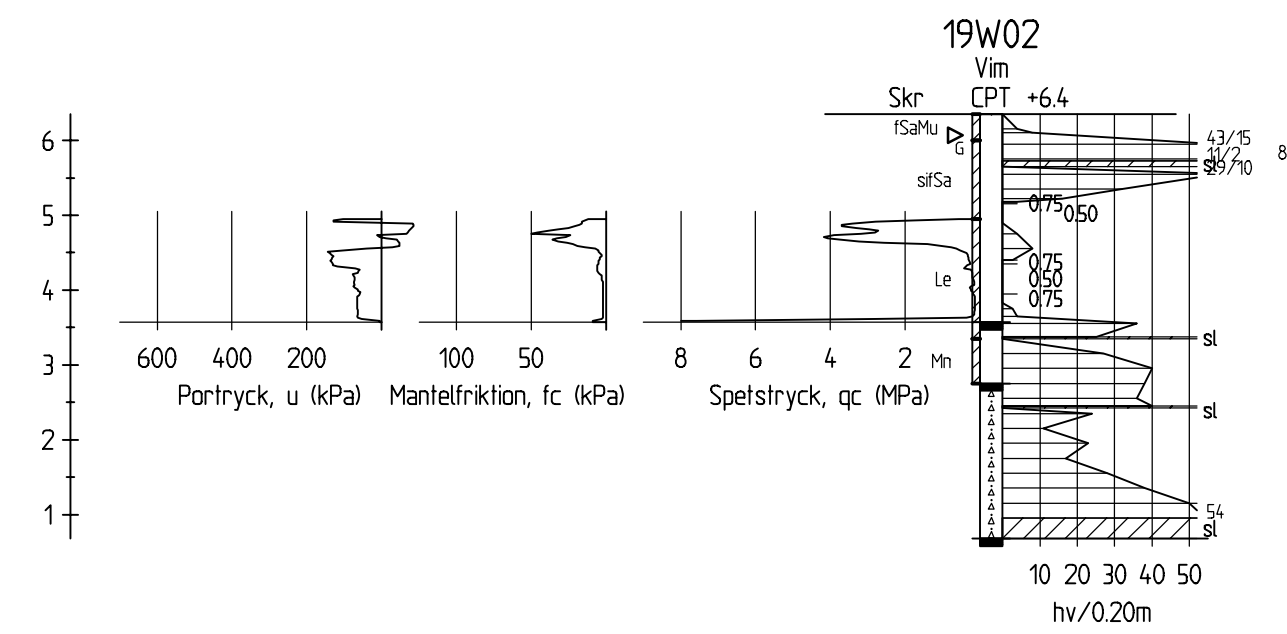 19W02
Vim
Skr CPT +6.4
fSaMu
G
43/15
11/2
8
sl
29/10
sifSa
0.75
0.50
6
5
4
3
2
1
Le
0.75
0.50
0.75
600 400 200
100 50
8 6 4 2
Mn
sl
Portryck, u (kPa) Mantelfriktion, fc (kPa) Spetstryck, qc (MPa)
sl
54
sl
10 20 30 40 50
hv/0.20m